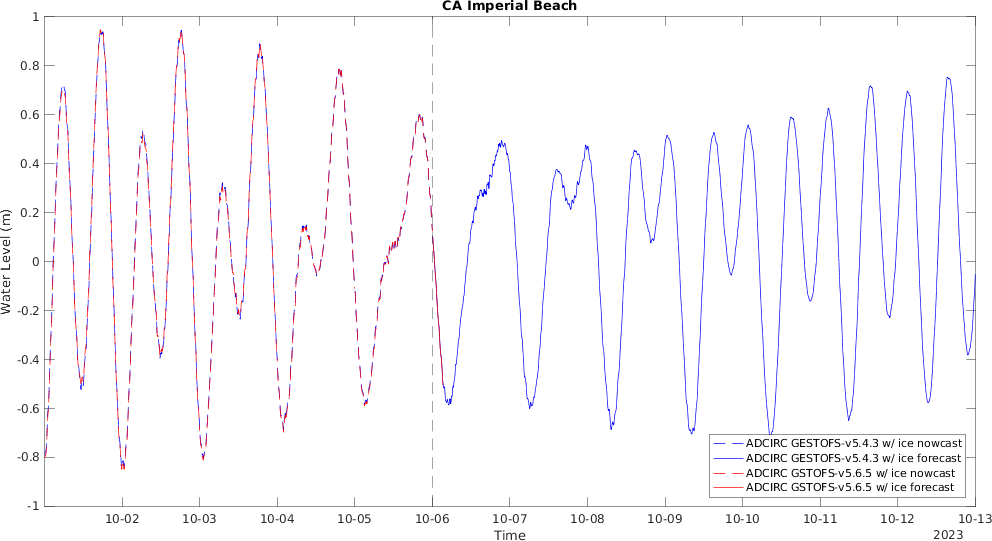 CA Imperial Beach
1
0.8
0.6
0.4
0.2
0
-0.2
-0.4
-0.6
-0.8
-1
Water Level (m)
10-02 10-03 10-04 10-05 10-06 10-07 10-08 10-09 10-10 10-11 10-12 10-13
Time
2023
ADCIRC GESTOFS-v5.4.3 w/ ice nowcast
ADCIRC GESTOFS-v5.4.3 w/ ice forecast
ADCIRC GSTOFS-v5.6.5 w/ ice nowcast
ADCIRC GSTOFS-v5.6.5 w/ ice forecast